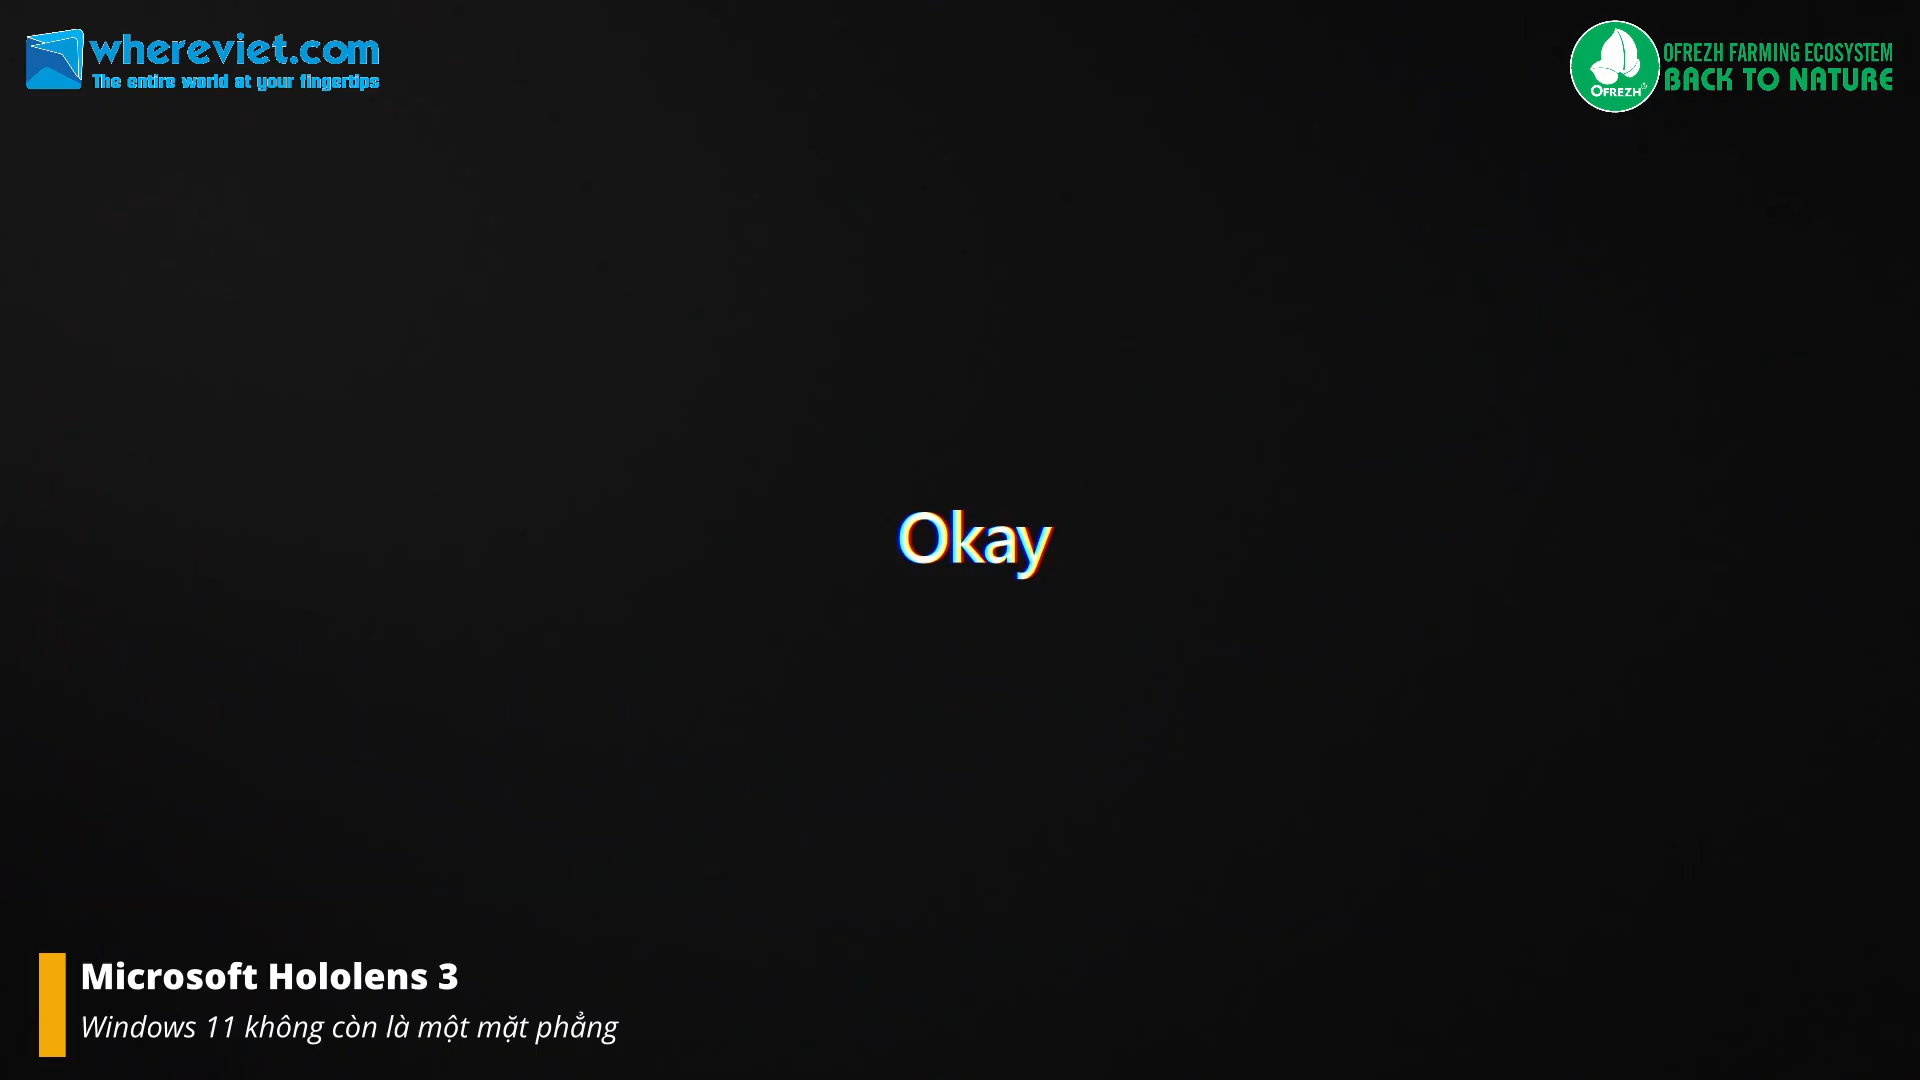 whereviet.com
The entire world at your fingertips
OFREZH FARMING ECOSYSTEM
BACK TO NATURE
OFREZH®
Okay
Microsoft Hololens 3
Windows 11 không còn là một mặt phẳng